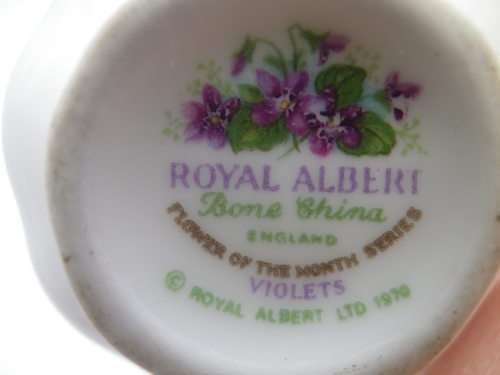 ROYAL ALBERT
Bone China
ENGLAND
FLOWER OF THE MONTH SERIES
VIOLETS
© ROYAL ALBERT LTD 1970